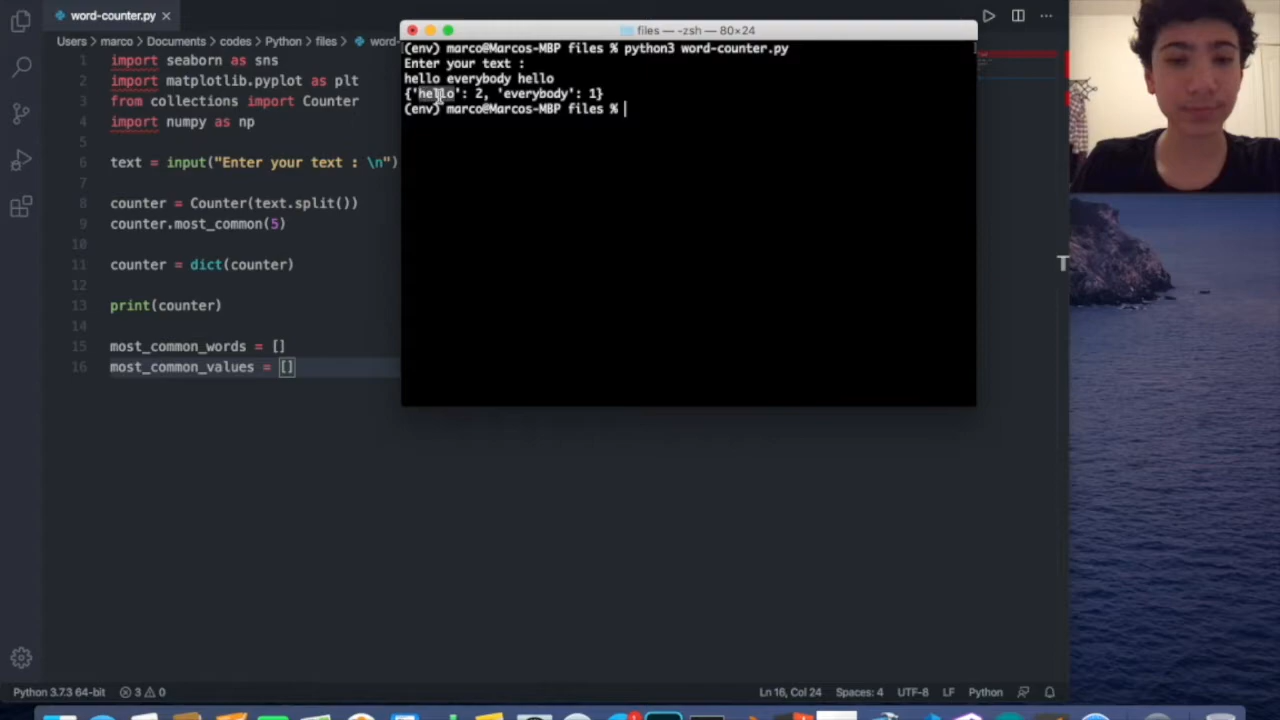 word-counter.py
Users > marco > Documents > codes > Python > files > word-
1 import seaborn as sns
2 import matplotlib.pyplot as plt
3 from collections import Counter
4 import numpy as np
5
6 text = input("Enter your text : \n")
7
8 counter = Counter(text.split())
9 counter.most_common(5)
10
11 counter = dict(counter)
12
13 print(counter)
14
15 most_common_words = []
16 most_common_values = []
files — -zsh — 80×24
(env) marco@Marcos-MBP files % python3 word-counter.py
Enter your text :
hello everybody hello
{'hello': 2, 'everybody': 1}
(env) marco@Marcos-MBP files %
T
Python 3.7.3 64-bit 3 0 Ln 16, Col 24 Spaces: 4 UTF-8 LF Python